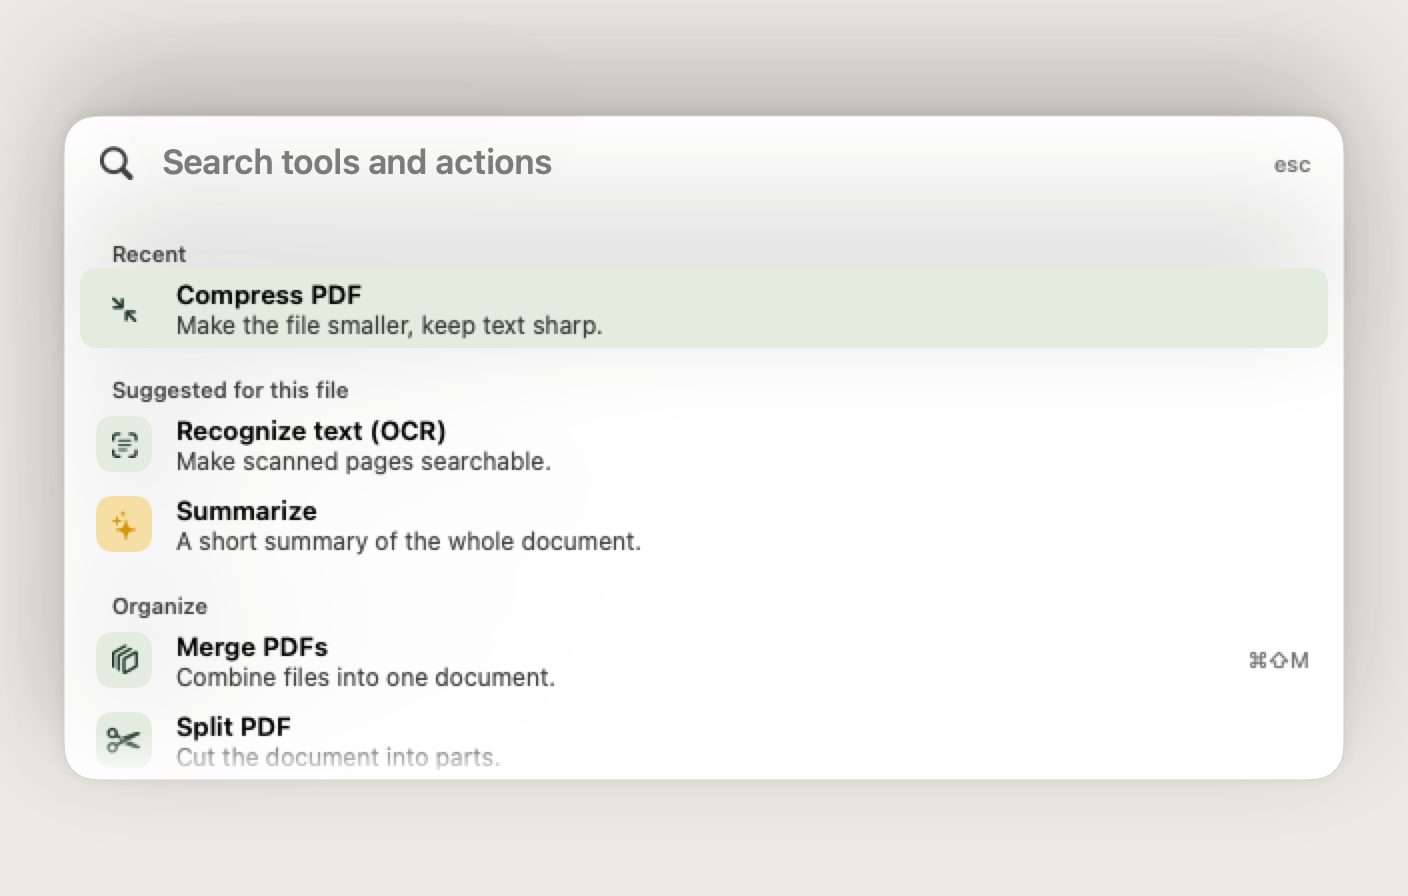 Search tools and actions
esc
Recent
Compress PDF
Make the file smaller, keep text sharp.
Suggested for this file
Recognize text (OCR)
Make scanned pages searchable.
Summarize
A short summary of the whole document.
Organize
Merge PDFs
Combine files into one document.
⌘⇧M
Split PDF
Cut the document into parts.